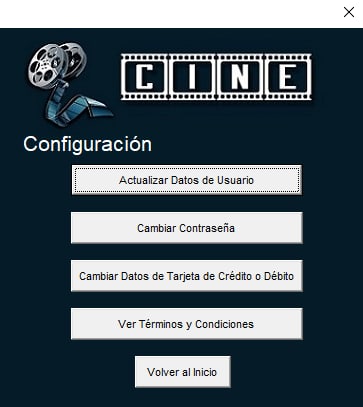 CINE
Configuración
Actualizar Datos de Usuario
Cambiar Contraseña
Cambiar Datos de Tarjeta de Crédito o Débito
Ver Términos y Condiciones
Volver al Inicio